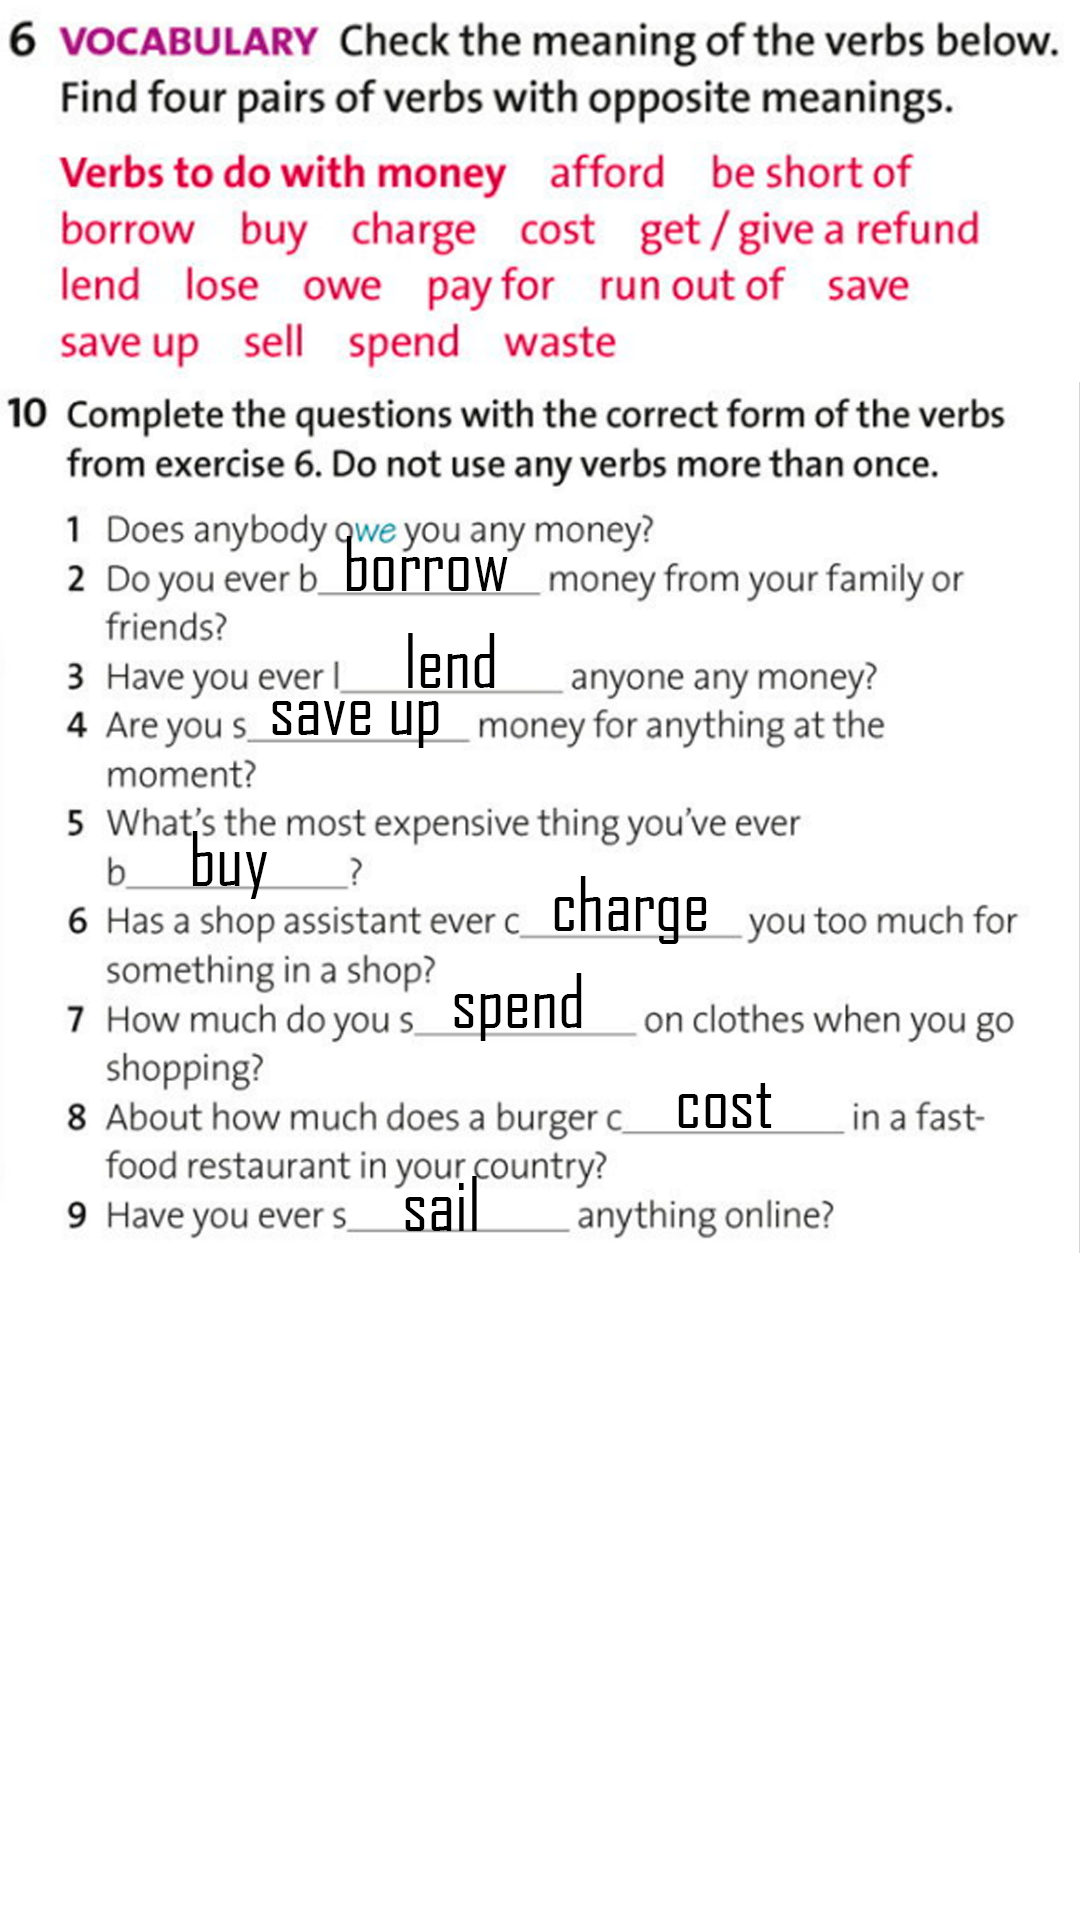 6 VOCABULARY Check the meaning of the verbs below.
Find four pairs of verbs with opposite meanings.
Verbs to do with money afford be short of
borrow buy charge cost get / give a refund
lend lose owe pay for run out of save
save up sell spend waste
10 Complete the questions with the correct form of the verbs
from exercise 6. Do not use any verbs more than once.
1 Does anybody owe you any money?
2 Do you ever b borrow money from your family or
friends?
3 Have you ever l lend anyone any money?
4 Are you s save up money for anything at the
moment?
5 What's the most expensive thing you've ever
b buy ?
6 Has a shop assistant ever c charge you too much for
something in a shop?
7 How much do you s spend on clothes when you go
shopping?
8 About how much does a burger c cost in a fast-
food restaurant in your country?
9 Have you ever s sail anything online?